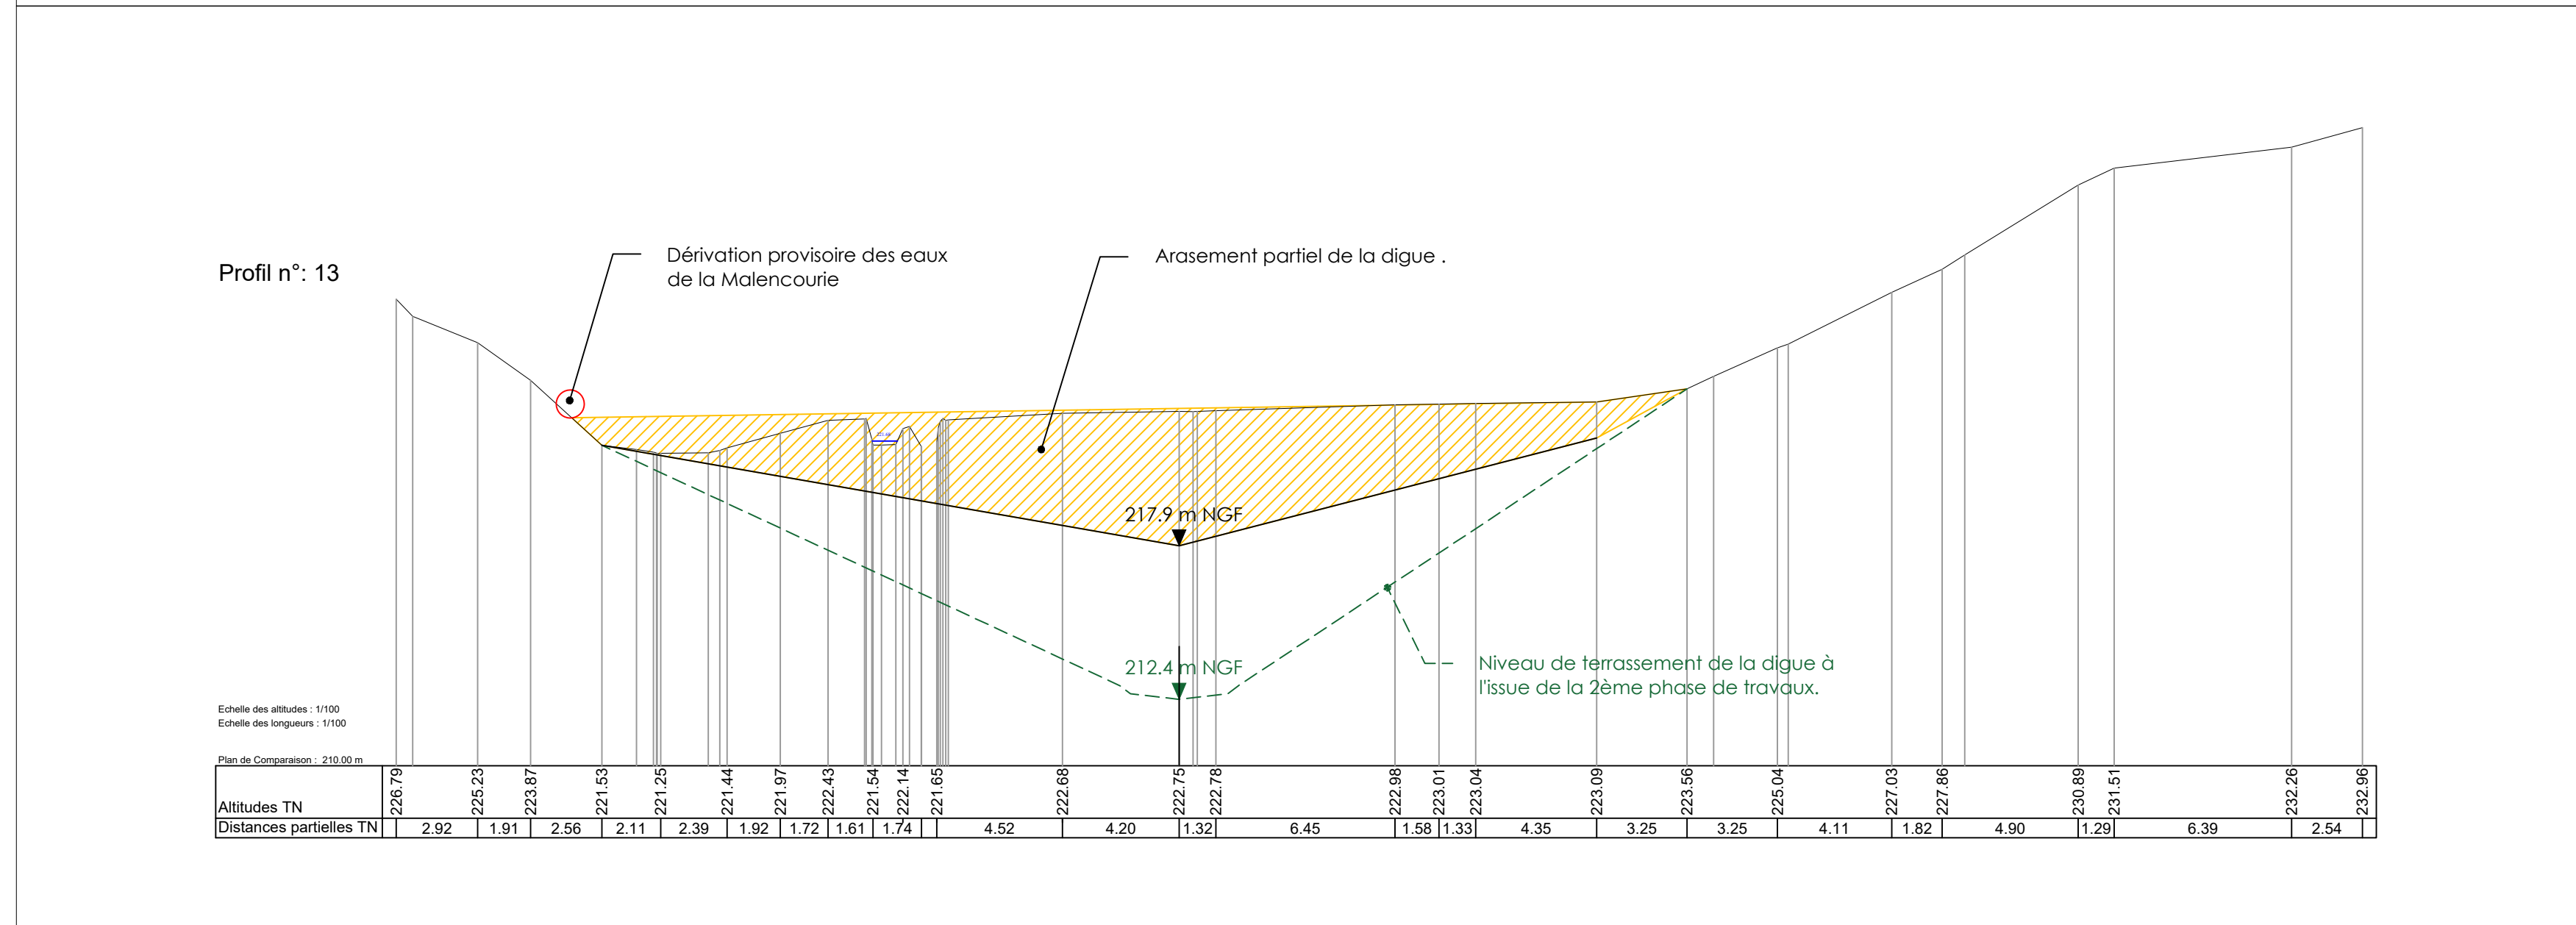 Dérivation provisoire des eaux
de la Malencourie
Arasement partiel de la digue .
Profil n°: 13
217.9 m NGF
212.4 m NGF
Niveau de terrassement de la digue à
l'issue de la 2ème phase de travaux.
Echelle des altitudes : 1/100
Echelle des longueurs : 1/100
Plan de Comparaison : 210.00 m
Altitudes TN 226.79 225.23 223.87 221.53 221.25 221.44 221.97 222.43 221.54 222.14 221.65 222.68 222.75 222.78 222.98 223.01 223.04 223.09 223.56 225.04 227.03 227.86 230.89 231.51 232.26 232.96
Distances partielles TN 2.92 1.91 2.56 2.11 2.39 1.92 1.72 1.61 1.74 4.52 4.20 1.32 6.45 1.58 1.33 4.35 3.25 3.25 4.11 1.82 4.90 1.29 6.39 2.54